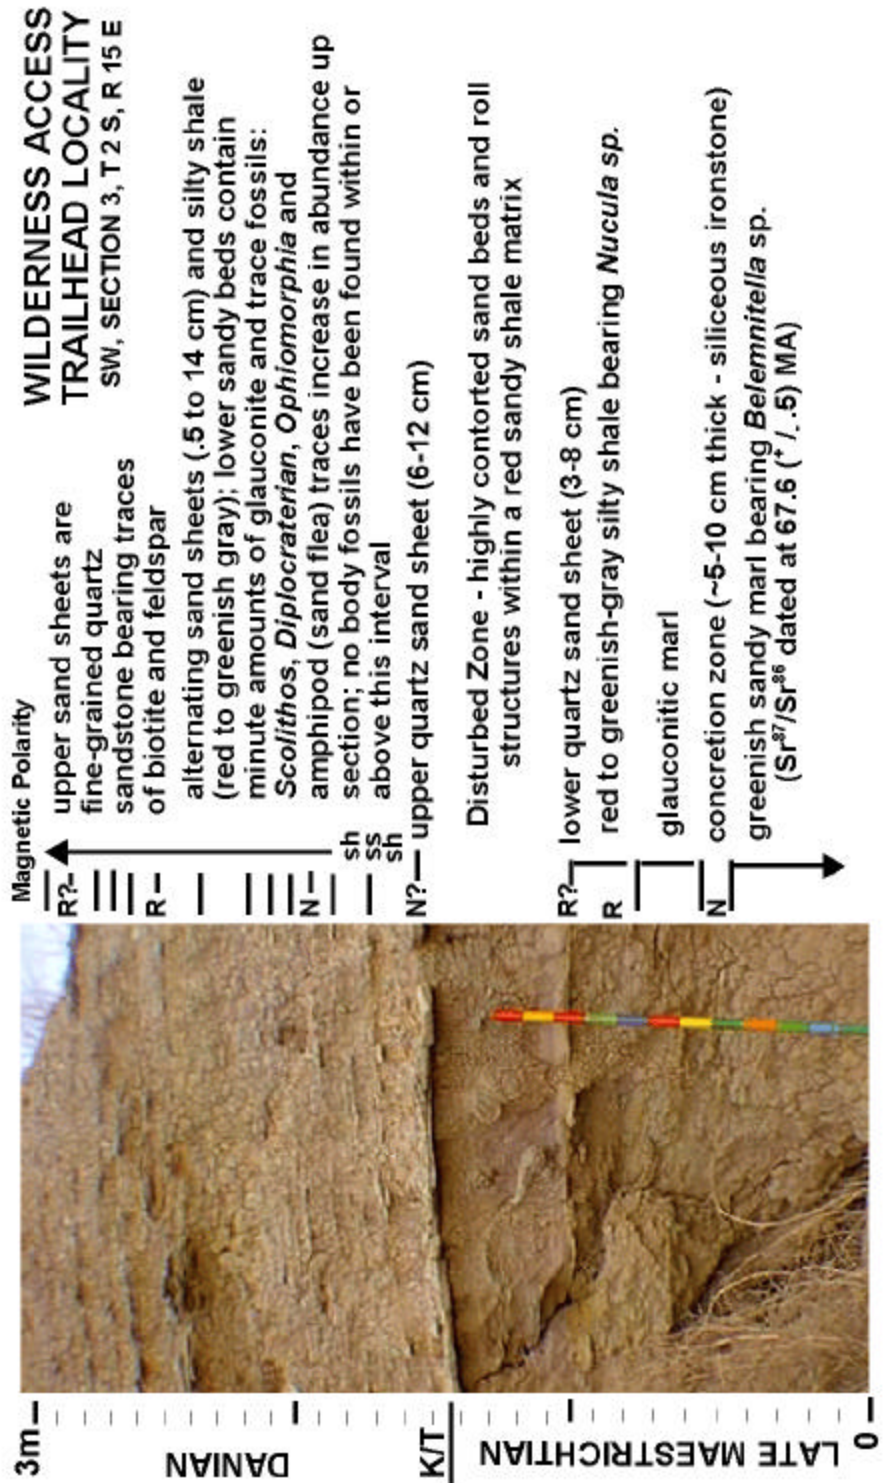 WILDERNESS ACCESS
TRAILHEAD LOCALITY
SW, SECTION 3, T 2 S, R 15 E
Magnetic Polarity
R?
upper sand sheets are
fine-grained quartz
sandstone bearing traces
of biotite and feldspar
R
alternating sand sheets (.5 to 14 cm) and silty shale
(red to greenish gray); lower sandy beds contain
minute amounts of glauconite and trace fossils:
Scolithos, Diplocraterian, Ophiomorphia and
amphipod (sand flea) traces increase in abundance up
section; no body fossils have been found within or
above this interval
N
sh
ss
sh
N?
upper quartz sand sheet (6-12 cm)
Disturbed Zone - highly contorted sand beds and roll
structures within a red sandy shale matrix
R?
lower quartz sand sheet (3-8 cm)
R
red to greenish-gray silty shale bearing Nucula sp.
glauconitic marl
N
concretion zone (~5-10 cm thick - siliceous ironstone)
greenish sandy marl bearing Belemnitella sp.
(Sr87/Sr86 dated at 67.6 (+/_.5) MA)
3m
DANIAN
K/T
LATE MAESTRICHTIAN
0